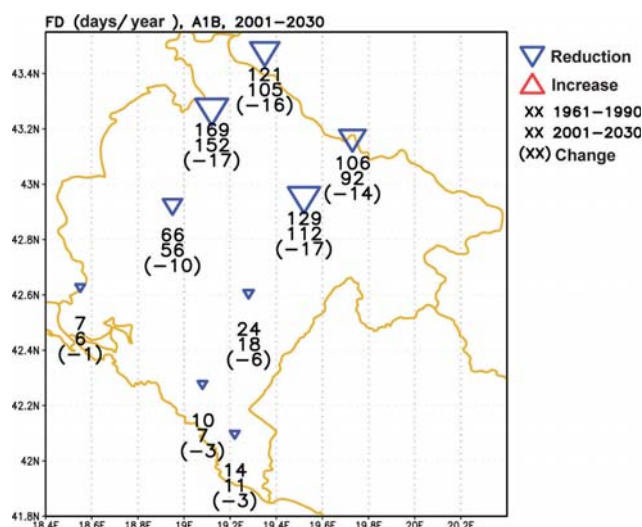 FD (days/year), A1B, 2001–2030
Reduction
Increase
XX 1961–1990
XX 2001–2030
(XX) Change
43.4N
43.2N
43N
42.8N
42.6N
42.4N
42.2N
42N
41.8N
121
105
(−16)
169
152
(−17)
106
92
(−14)
129
112
(−17)
66
56
(−10)
7
6
(−1)
24
18
(−6)
10
7
(−3)
14
11
(−3)
18.4E 18.6E 18.8E 19E 19.2E 19.4E 19.6E 19.8E 20E 20.2E